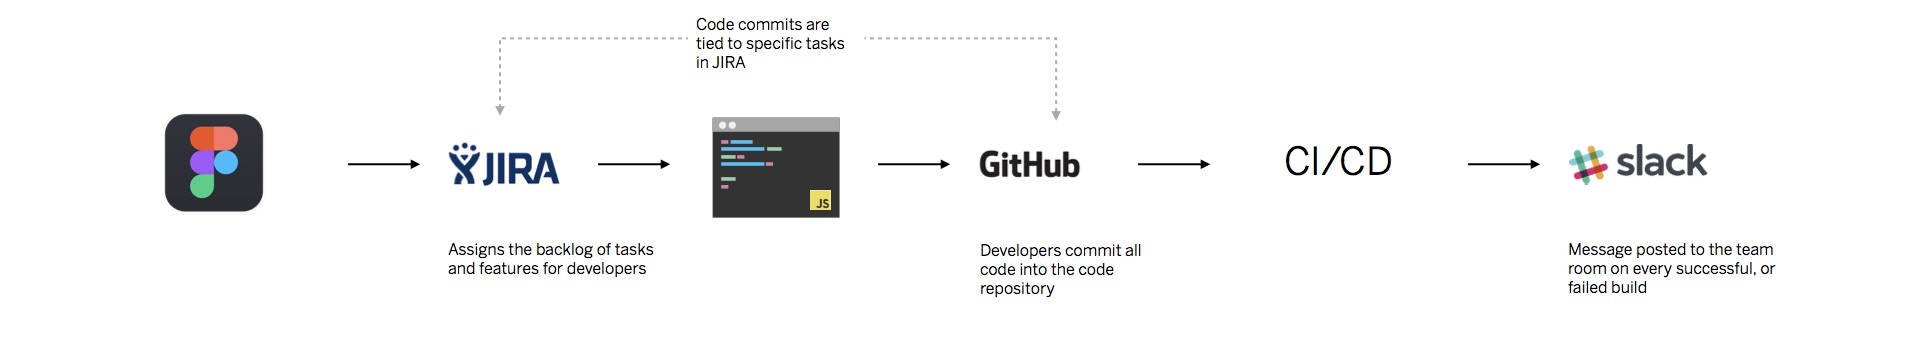 Code commits are
tied to specific tasks
in JIRA
JIRA
JS
GitHub
CI/CD
slack
Assigns the backlog of tasks
and features for developers
Developers commit all
code into the code
repository
Message posted to the team
room on every successful, or
failed build